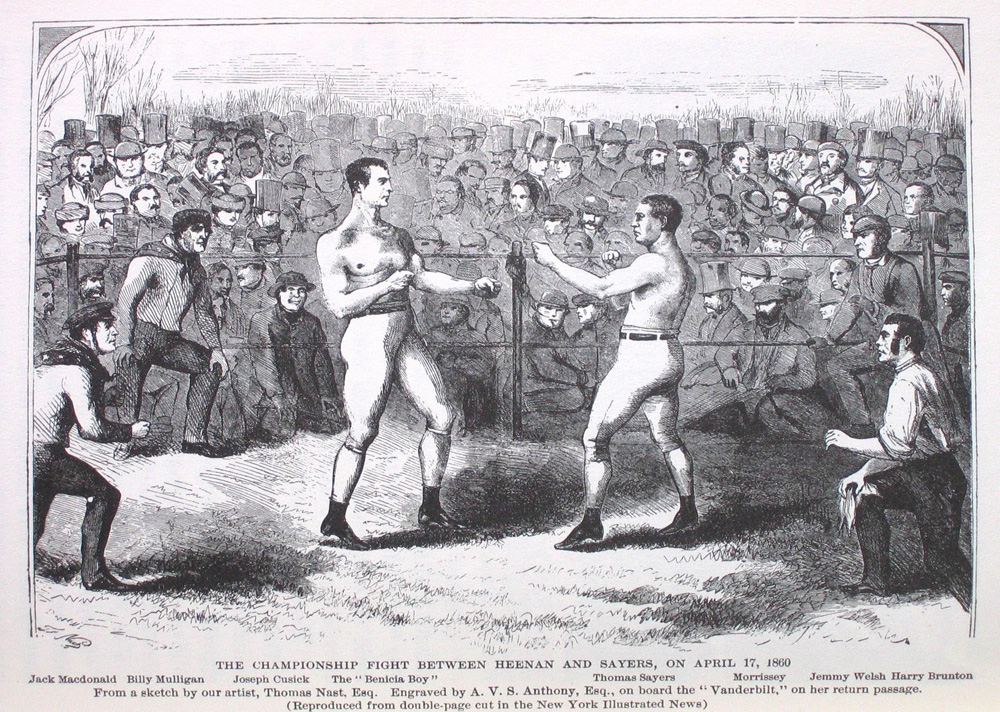 THE CHAMPIONSHIP FIGHT BETWEEN HEENAN AND SAYERS, ON APRIL 17, 1860
Jack Macdonald Billy Mulligan Joseph Cusick The "Benicia Boy" Thomas Sayers Morrissey Jemmy Welsh Harry Brunton
From a sketch by our artist, Thomas Nast, Esq. Engraved by A. V. S. Anthony, Esq., on board the "Vanderbilt," on her return passage.
(Reproduced from double-page cut in the New York Illustrated News)